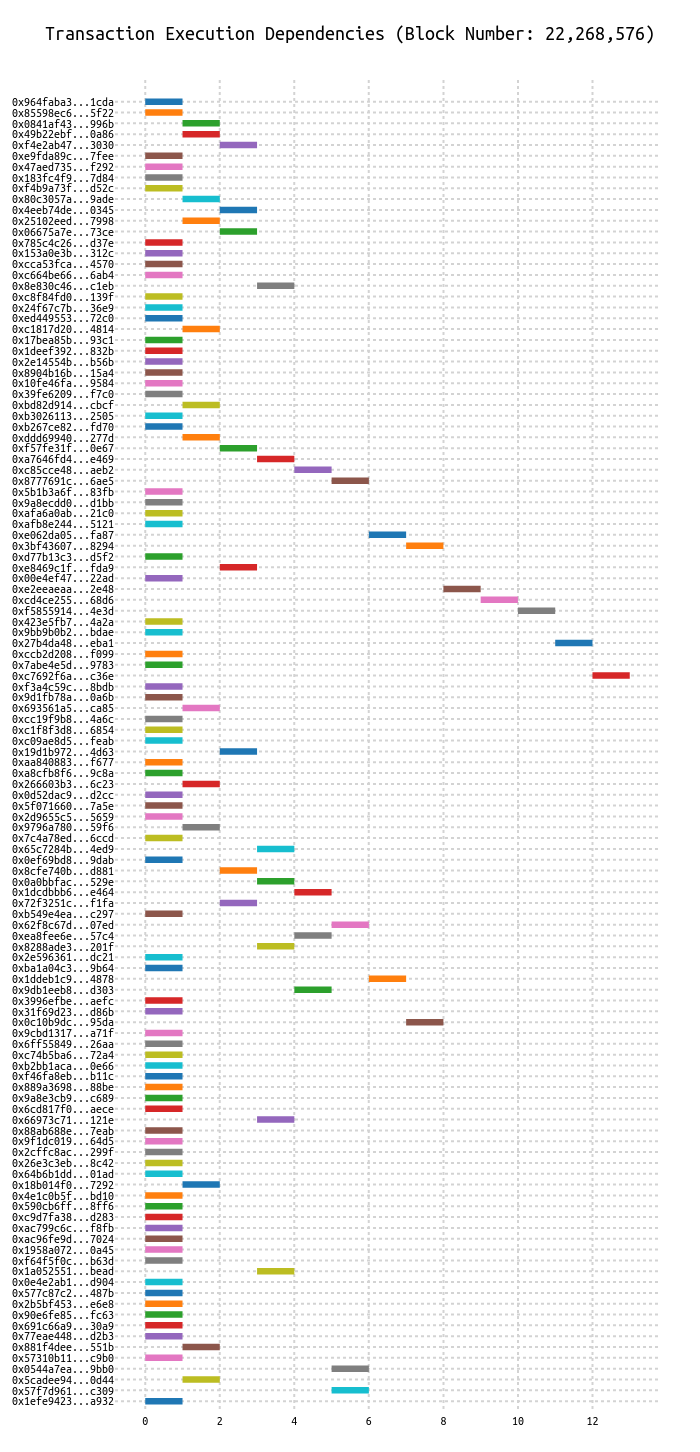 Transaction Execution Dependencies (Block Number: 22,268,576)
0x964faba3...1cda
0x85598ec6...5f22
0x0841af43...996b
0x49b22ebf...0a86
0xf4e2ab47...3030
0xe9fda89c...7fee
0x47aed735...f292
0x183fc4f9...7d84
0xf4b9a73f...d52c
0x80c3057a...9ade
0x4eeb74de...0345
0x25102eed...7998
0x06675a7e...73ce
0x785c4c26...d37e
0x153a0e3b...312c
0xcca53fca...4570
0xc664be66...6ab4
0x8e830c46...c1eb
0xc8f84fd0...139f
0x24f67c7b...36e9
0xed449553...72c0
0xc1817d20...4814
0x17bea85b...93c1
0x1deef392...832b
0x2e14554b...b56b
0x8904b16b...15a4
0x10fe46fa...9584
0x39fe6209...f7c0
0xbd82d914...cbcf
0xb3026113...2505
0xb267ce82...fd70
0xddd69940...277d
0xf57fe31f...0e67
0xa7646fd4...e469
0xc85cce48...aeb2
0x8777691c...6ae5
0x5b1b3a6f...83fb
0x9a8ecdd0...d1bb
0xafa6a0ab...21c0
0xafb8e244...5121
0xe062da05...fa87
0x3bf43607...8294
0xd77b13c3...d5f2
0xe8469c1f...fda9
0x00e4ef47...22ad
0xe2eeaeaa...2e48
0xcd4ce255...68d6
0xf5855914...4e3d
0x423e5fb7...4a2a
0x9bb9b0b2...bdae
0x27b4da48...eba1
0xccb2d208...f099
0x7abe4e5d...9783
0xc7692f6a...c36e
0xf3a4c59c...8bdb
0x9d1fb78a...0a6b
0x693561a5...ca85
0xcc19f9b8...4a6c
0xc1f8f3d8...6854
0xc09ae8d5...feab
0x19d1b972...4d63
0xaa840883...f677
0xa8cfb8f6...9c8a
0x266603b3...6c23
0x0d52dac9...d2cc
0x5f071660...7a5e
0x2d9655c5...5659
0x9796a780...59f6
0x7c4a78ed...6ccd
0x65c7284b...4ed9
0x0ef69bd8...9dab
0x8cfe740b...d881
0x0a0bbfac...529e
0x1dcdbbb6...e464
0x72f3251c...f1fa
0xb549e4ea...c297
0x62f8c67d...07ed
0xea8fee6e...57c4
0x8288ade3...201f
0x2e596361...dc21
0xba1a04c3...9b64
0x1ddeb1c9...4878
0x9db1eeb8...d303
0x3996efbe...aefc
0x31f69d23...d86b
0x0c10b9dc...95da
0x9cbd1317...a71f
0x6ff55849...26aa
0xc74b5ba6...72a4
0xb2bb1aca...0e66
0xf46fa8eb...b11c
0x889a3698...88be
0x9a8e3cb9...c689
0x6cd817f0...aece
0x66973c71...121e
0x88ab688e...7eab
0x9f1dc019...64d5
0x2cffc8ac...299f
0x26e3c3eb...8c42
0x64b6b1dd...01ad
0x18b014f0...7292
0x4e1c0b5f...bd10
0x590cb6ff...8ff6
0xc9d7fa38...d283
0xac799c6c...f8fb
0xac96fe9d...7024
0x1958a072...0a45
0xf64f5f0c...b63d
0x1a052551...bead
0x0e4e2ab1...d904
0x577c87c2...487b
0x2b5bf453...e6e8
0x90e6fe85...fc63
0x691c66a9...30a9
0x77eae448...d2b3
0x881f4dee...551b
0x57310b11...c9b0
0x0544a7ea...9bb0
0x5cadee94...0d44
0x57f7d961...c309
0x1efe9423...a932
0 2 4 6 8 10 12